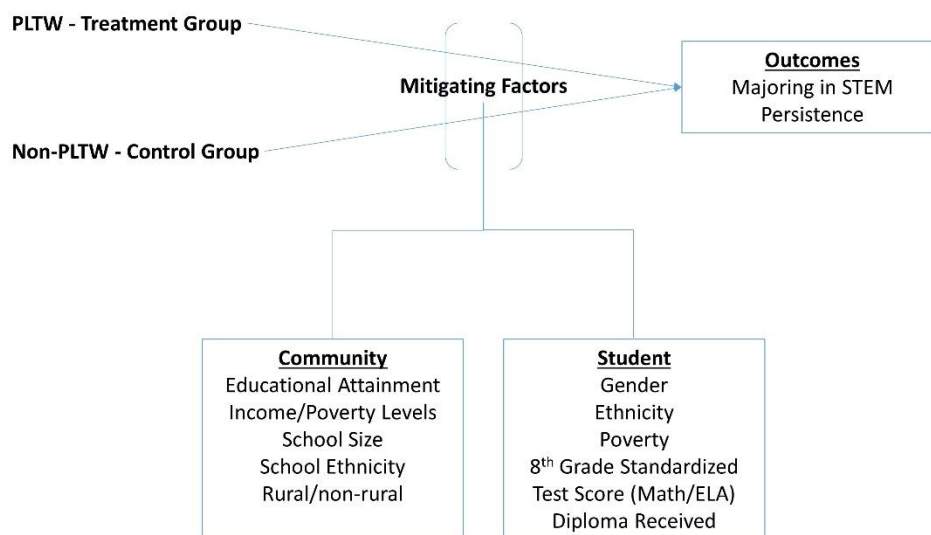 PLTW - Treatment Group
Mitigating Factors
Non-PLTW - Control Group
Outcomes
Majoring in STEM
Persistence
Community
Educational Attainment
Income/Poverty Levels
School Size
School Ethnicity
Rural/non-rural
Student
Gender
Ethnicity
Poverty
8th Grade Standardized
Test Score (Math/ELA)
Diploma Received